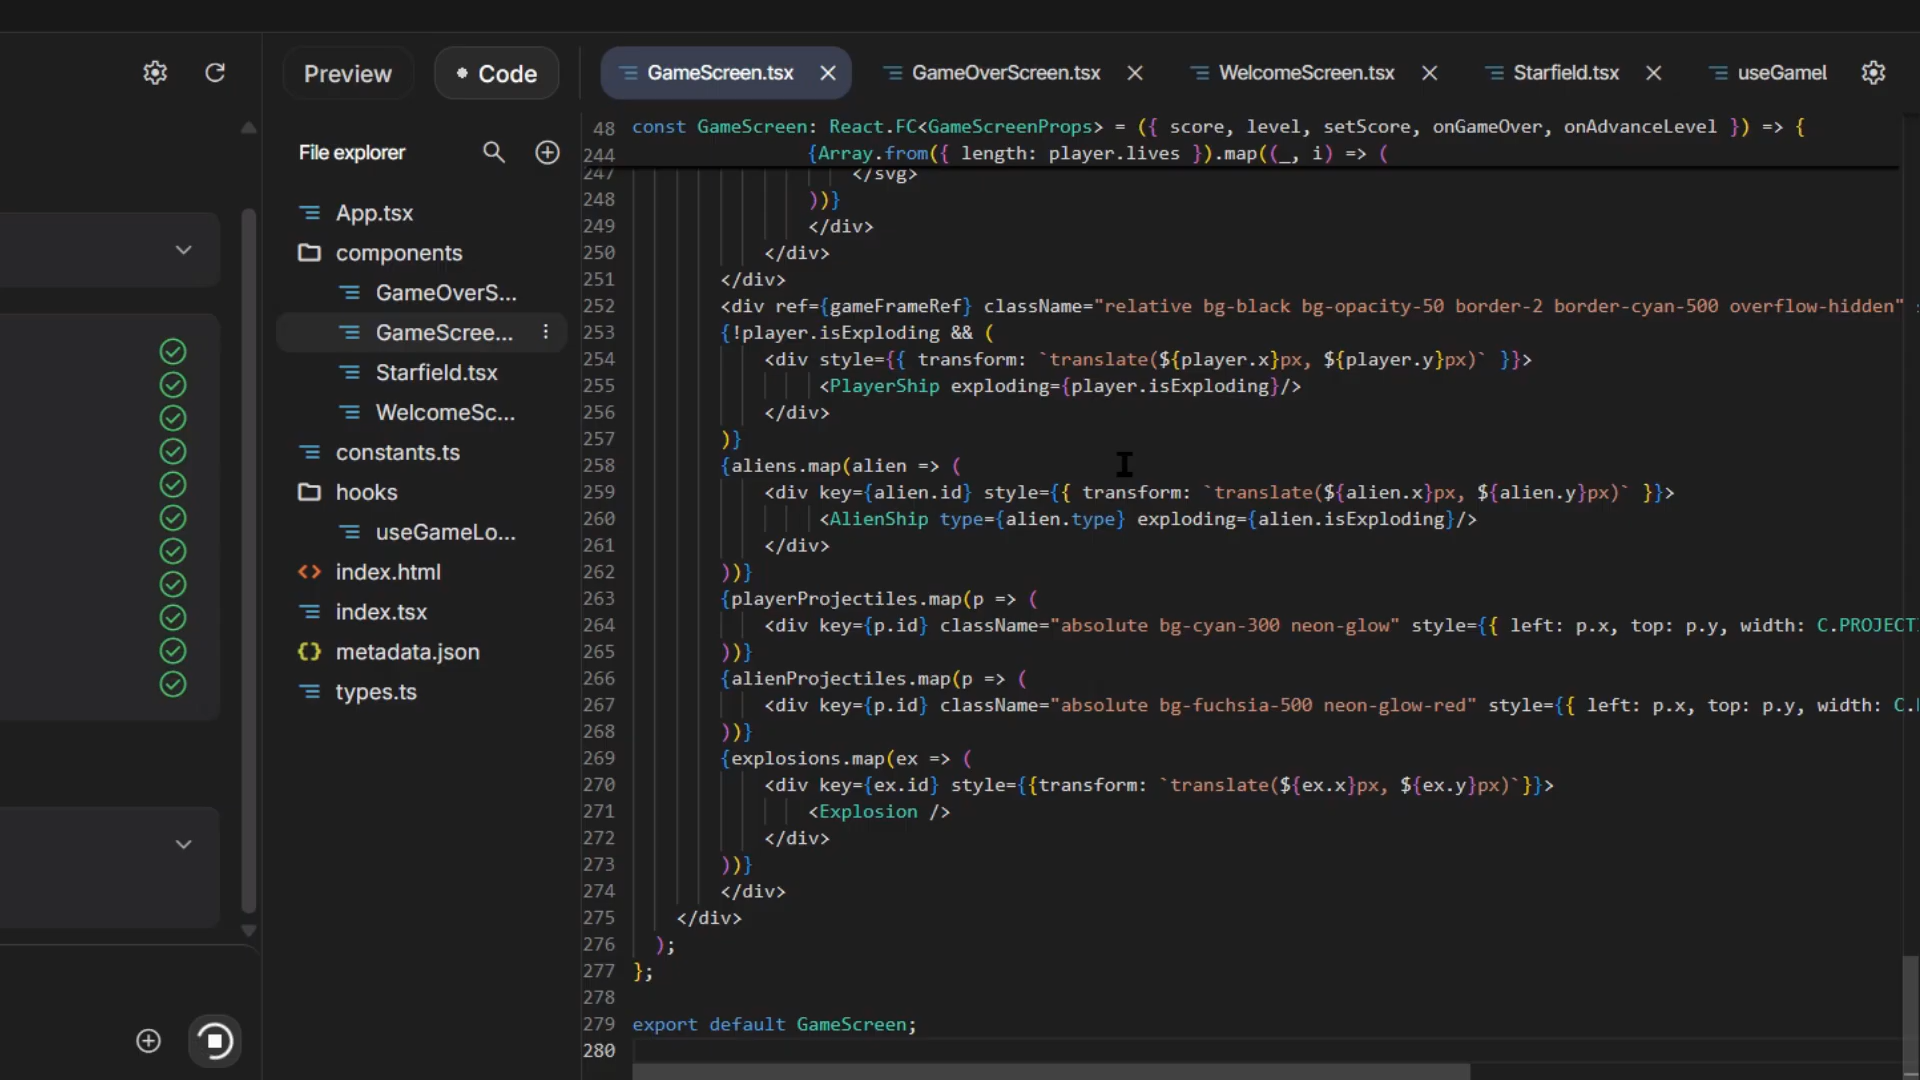 Preview
Code
GameScreen.tsx
GameOverScreen.tsx
WelcomeScreen.tsx
Starfield.tsx
useGamel
File explorer
App.tsx
components
GameOverS...
GameScree...
Starfield.tsx
WelcomeSc...
constants.ts
hooks
useGameLo...
index.html
index.tsx
metadata.json
types.ts
48 const GameScreen: React.FC<GameScreenProps> = ({ score, level, setScore, onGameOver, onAdvanceLevel }) => {
244 {Array.from({ length: player.lives }).map((_, i) => (
247 </svg>
248 ))}
249 </div>
250 </div>
251 </div>
252 <div ref={gameFrameRef} className="relative bg-black bg-opacity-50 border-2 border-cyan-500 overflow-hidden"
253 {!player.isExploding && (
254 <div style={{ transform: `translate(${player.x}px, ${player.y}px)` }}>
255 <PlayerShip exploding={player.isExploding}/>
256 </div>
257 )}
258 {aliens.map(alien => (
259 <div key={alien.id} style={{ transform: `translate(${alien.x}px, ${alien.y}px)` }}>
260 <AlienShip type={alien.type} exploding={alien.isExploding}/>
261 </div>
262 ))}
263 {playerProjectiles.map(p => (
264 <div key={p.id} className="absolute bg-cyan-300 neon-glow" style={{ left: p.x, top: p.y, width: C.PROJECT
265 ))}
266 {alienProjectiles.map(p => (
267 <div key={p.id} className="absolute bg-fuchsia-500 neon-glow-red" style={{ left: p.x, top: p.y, width: C.
268 ))}
269 {explosions.map(ex => (
270 <div key={ex.id} style={{transform: `translate(${ex.x}px, ${ex.y}px)`}}>
271 <Explosion />
272 </div>
273 ))}
274 </div>
275 </div>
276 );
277 };
278
279 export default GameScreen;
280